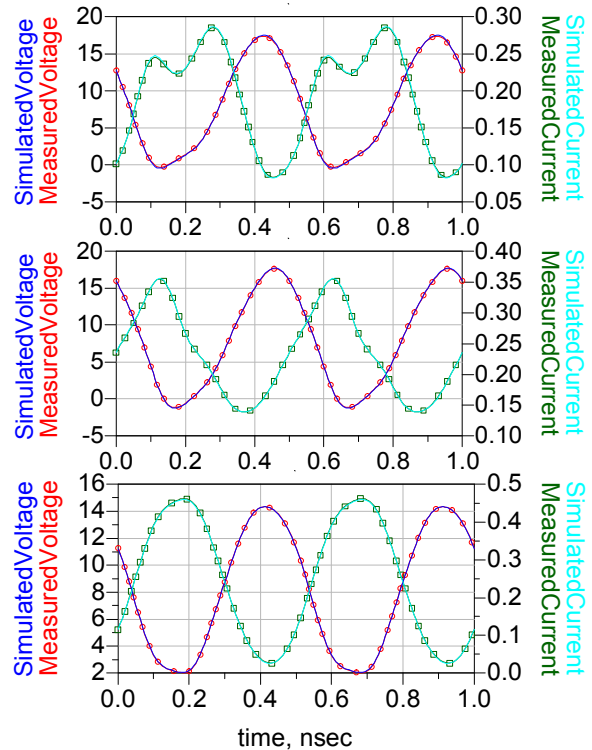 SimulatedVoltage
MeasuredVoltage
20
15
10
5
0
-5
0.30
0.25
0.20
0.15
0.10
0.05
SimulatedCurrent
MeasuredCurrent
0.0 0.2 0.4 0.6 0.8 1.0
SimulatedVoltage
MeasuredVoltage
20
15
10
5
0
-5
0.40
0.35
0.30
0.25
0.20
0.15
0.10
SimulatedCurrent
MeasuredCurrent
0.0 0.2 0.4 0.6 0.8 1.0
SimulatedVoltage
MeasuredVoltage
16
14
12
10
8
6
4
2
0.5
0.4
0.3
0.2
0.1
0.0
SimulatedCurrent
MeasuredCurrent
0.0 0.2 0.4 0.6 0.8 1.0
time, nsec